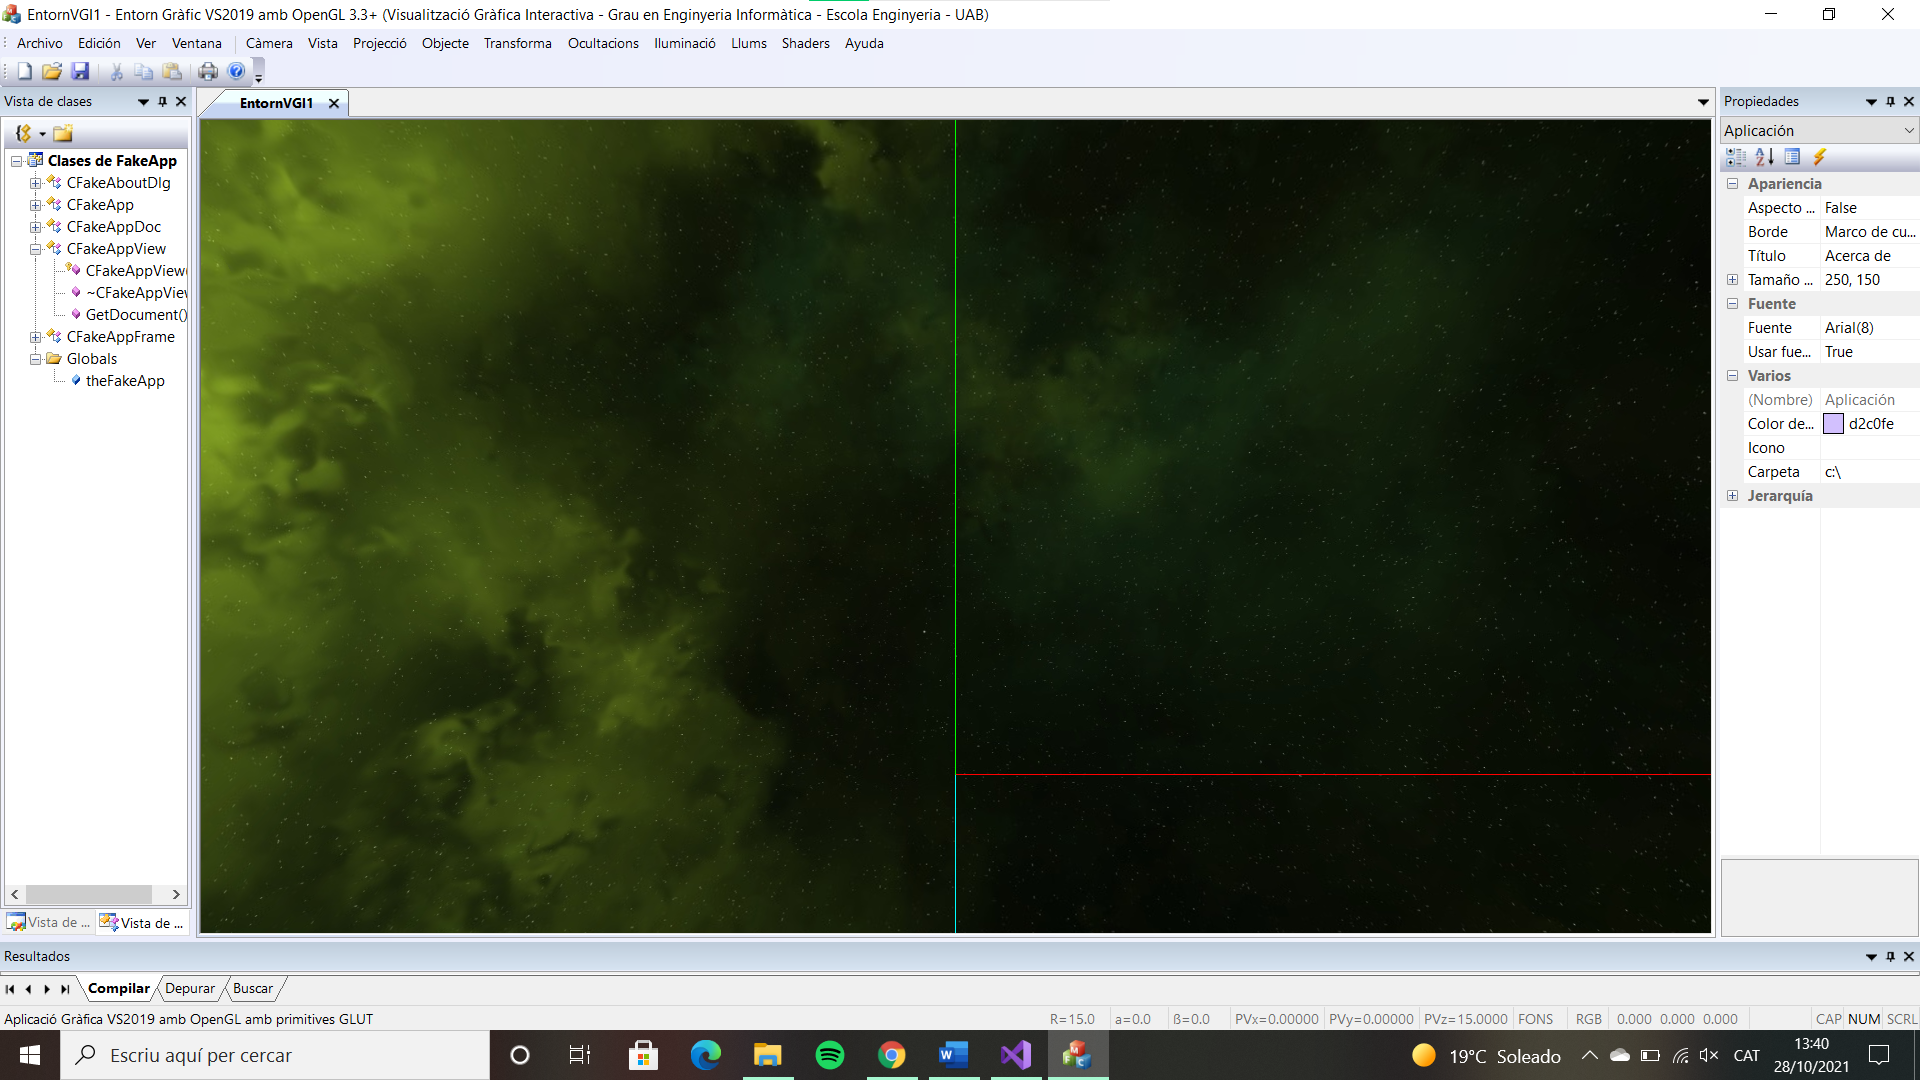 EntornVGI1 - Entorn Gràfic VS2019 amb OpenGL 3.3+ (Visualització Gràfica Interactiva - Grau en Enginyeria Informàtica - Escola Enginyeria - UAB)
Archivo Edición Ver Ventana Càmera Vista Projecció Objecte Transforma Ocultacions Iluminació Llums Shaders Ayuda
Vista de clases
Clases de FakeApp
CFakeAboutDlg
CFakeApp
CFakeAppDoc
CFakeAppView
CFakeAppView(
~CFakeAppView
GetDocument()
CFakeAppFrame
Globals
theFakeApp
Vista de ... Vista de ...
EntornVGI1
Propiedades
Aplicación
Apariencia
Aspecto ... False
Borde Marco de cu...
Título Acerca de
Tamaño ... 250, 150
Fuente
Fuente Arial(8)
Usar fue... True
Varios
(Nombre) Aplicación
Color de... d2c0fe
Icono
Carpeta c:\
Jerarquía
Resultados
Compilar Depurar Buscar
Aplicació Gràfica VS2019 amb OpenGL amb primitives GLUT R=15.0 a=0.0 ß=0.0 PVx=0.00000 PVy=0.00000 PVz=15.0000 FONS RGB 0.000 0.000 0.000 CAP NUM SCRL
Escriu aquí per cercar 19°C Soleado CAT 13:40
28/10/2021